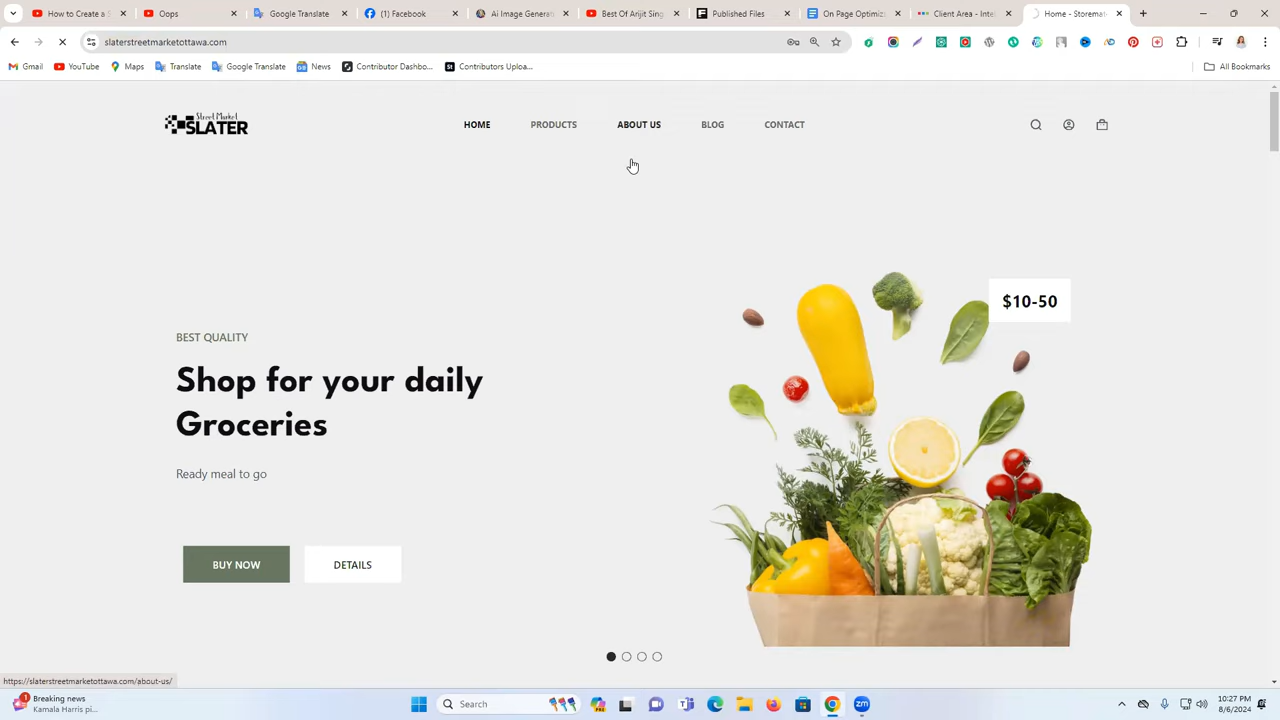 How to Create S
Oops
Google Translate
(1) Facebook
Ai Image Generati
Best Of Arijit Sing
Published Files
On Page Optimiz
Client Area - Inte
Home - Storemat
slaterstreetmarketottawa.com
Gmail
YouTube
Maps
Translate
Google Translate
News
Contributor Dashbo...
Contributors Uploa...
All Bookmarks
Street Market
SLATER
HOME
PRODUCTS
ABOUT US
BLOG
CONTACT
$10-50
BEST QUALITY
Shop for your daily
Groceries
Ready meal to go
BUY NOW
DETAILS
https://slaterstreetmarketottawa.com/about-us/
Breaking news
Kamala Harris pi...
Search
10:27 PM
8/6/2024